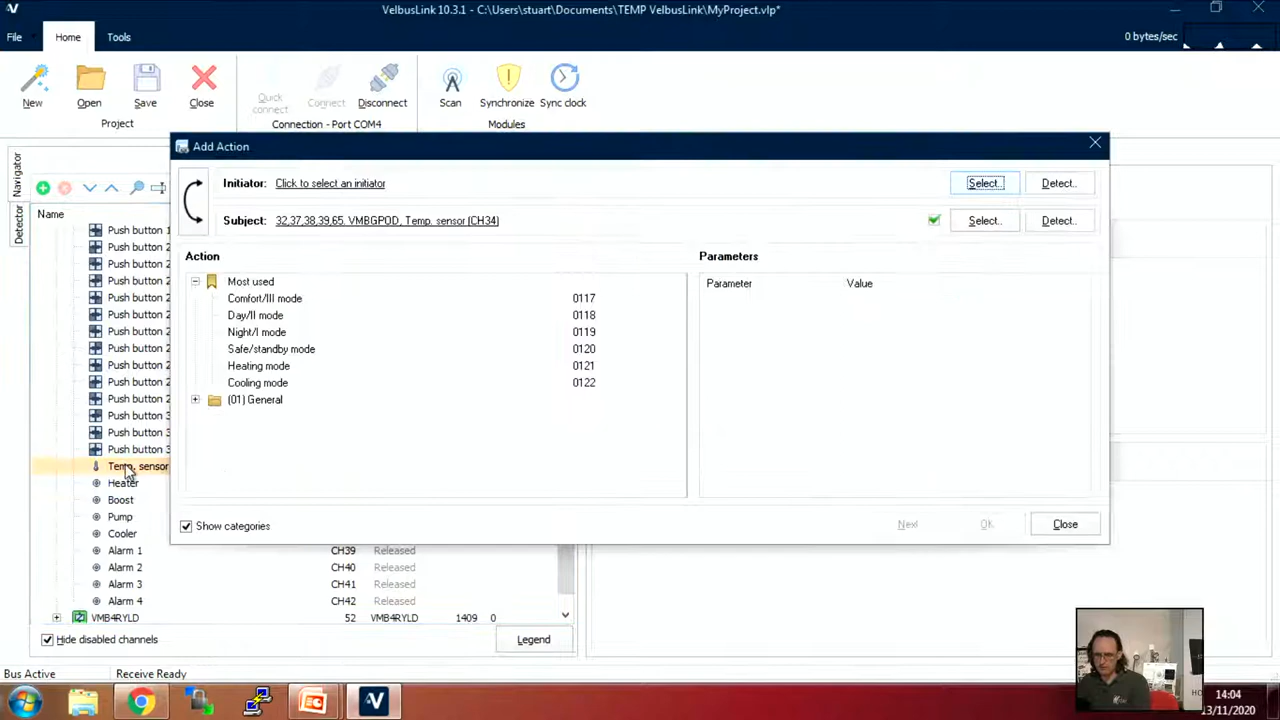 VelbusLink 10.3.1 - C:\Users\stuart\Documents\TEMP VelbusLink\MyProject.vlp*
File
Home
Tools
0 bytes/sec
New
Open
Save
Close
Quick connect
Connect
Disconnect
Scan
Synchronize
Sync clock
Project
Connection - Port COM4
Modules
Navigator
Detector
Name
Add Action
Initiator: Click to select an initiator
Select..
Detect..
Subject: 32,37,38,39,65. VMBGPOD, Temp. sensor (CH34)
Select..
Detect..
Action
Parameters
Most used
Parameter Value
Comfort/III mode 0117
Day/II mode 0118
Night/I mode 0119
Safe/standby mode 0120
Heating mode 0121
Cooling mode 0122
(01) General
Show categories
Next
OK
Close
Push button 1
Push button 2
Push button 2
Push button 2
Push button 2
Push button 2
Push button 2
Push button 2
Push button 2
Push button 2
Push button 2
Push button 3
Push button 3
Push button 3
Temp. sensor
Heater
Boost
Pump
Cooler
Alarm 1 CH39 Released
Alarm 2 CH40 Released
Alarm 3 CH41 Released
Alarm 4 CH42 Released
VMB4RYLD 52 VMB4RYLD 1409 0
Hide disabled channels
Legend
Bus Active
Receive Ready
14:04
13/11/2020